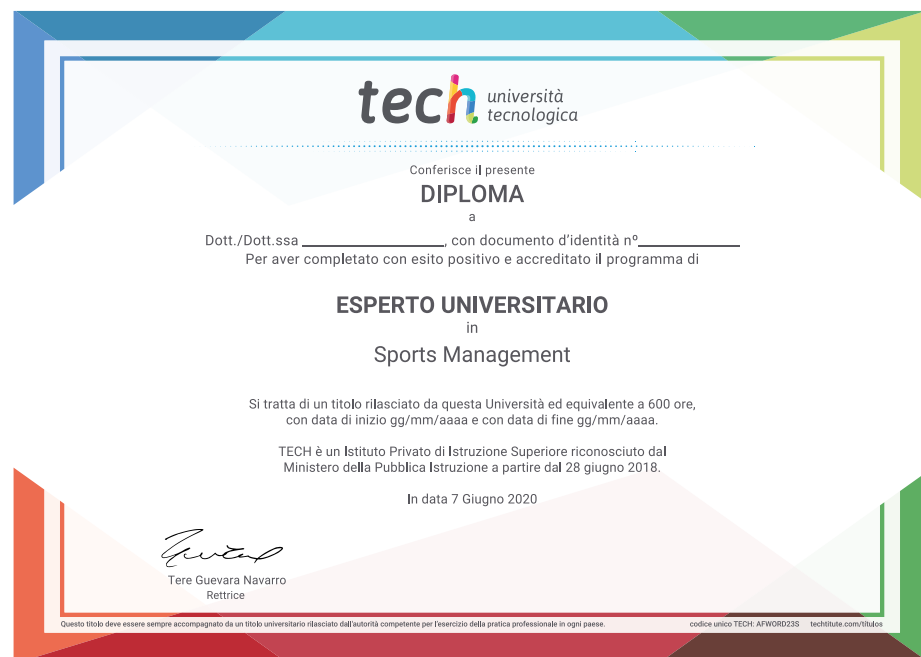 tech università
tecnologica
Conferisce il presente
DIPLOMA
a
Dott./Dott.ssa ____________________, con documento d'identità nº______________
Per aver completato con esito positivo e accreditato il programma di
ESPERTO UNIVERSITARIO
in
Sports Management
Si tratta di un titolo rilasciato da questa Università ed equivalente a 600 ore,
con data di inizio gg/mm/aaaa e con data di fine gg/mm/aaaa.
TECH è un Istituto Privato di Istruzione Superiore riconosciuto dal
Ministero della Pubblica Istruzione a partire dal 28 giugno 2018.
In data 7 Giugno 2020
Tere Guevara Navarro
Rettrice
Questo titolo deve essere sempre accompagnato da un titolo universitario rilasciato dall'autorità competente per l'esercizio della pratica professionale in ogni paese. codice unico TECH: AFWORD23S techtitute.com/titulos